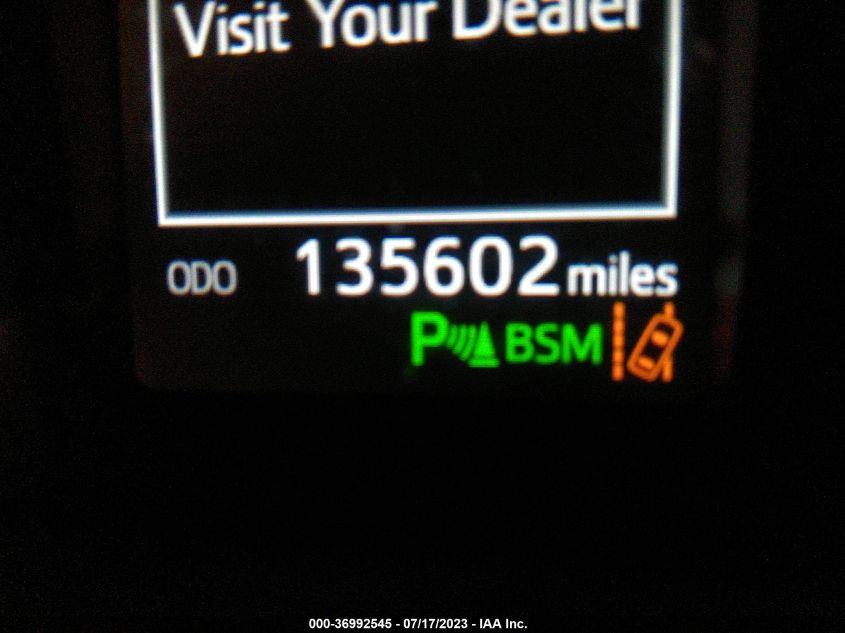 Visit Your Dealer
ODO 135602 miles
P BSM
000-36992545 - 07/17/2023 - IAA Inc.